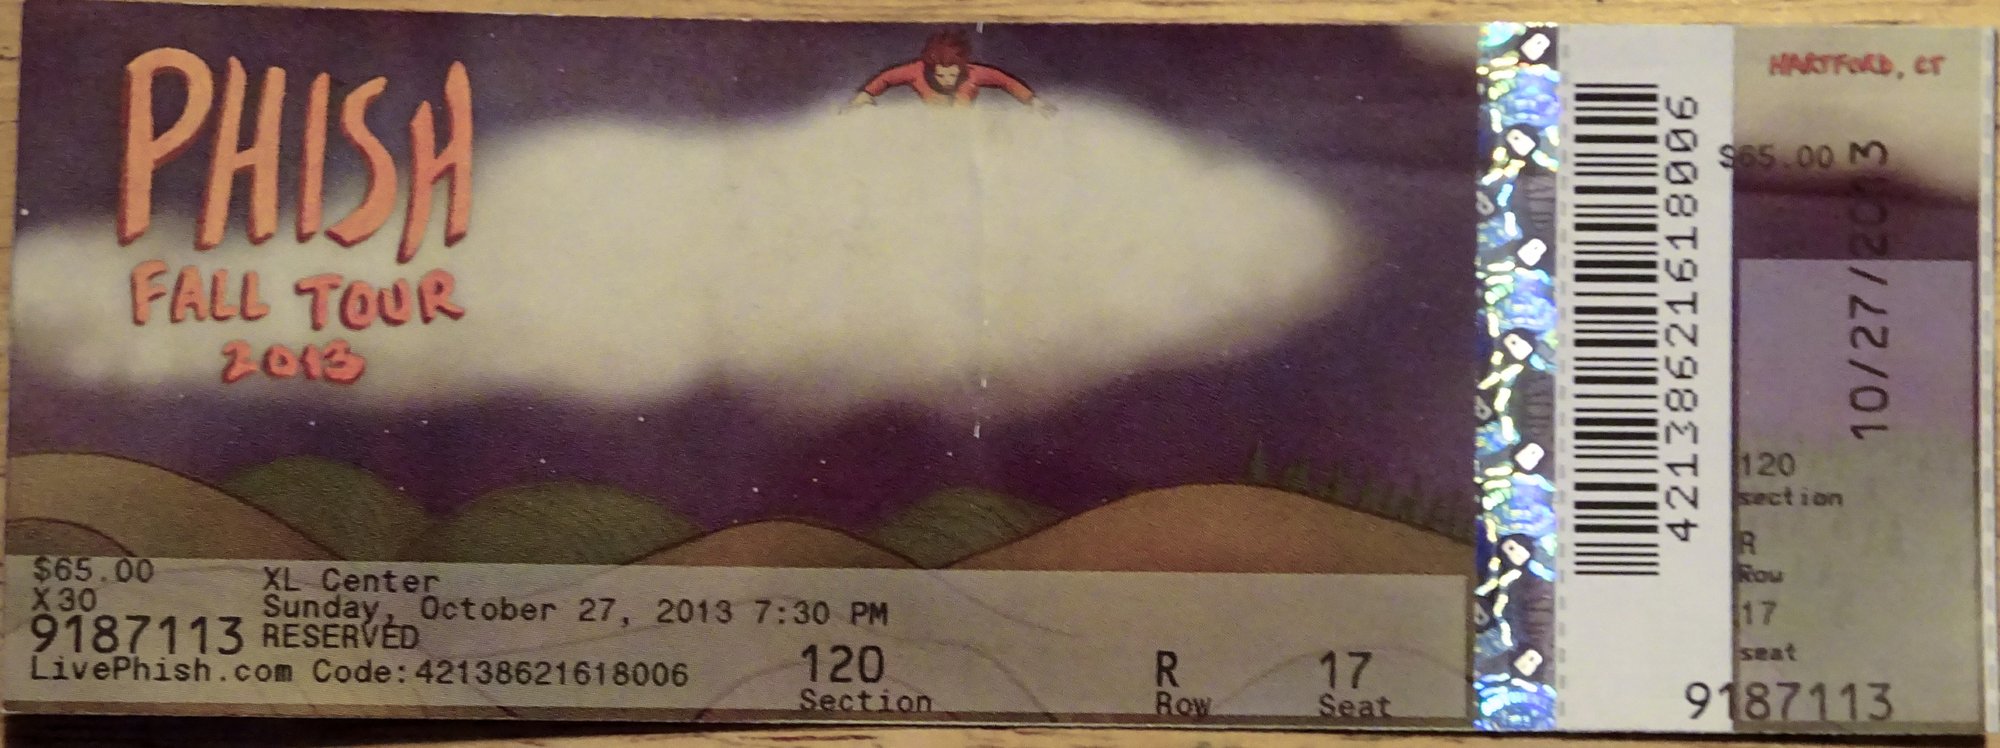 PHISH
FALL TOUR
2013
$65.00
X30
9187113
XL Center
Sunday, October 27, 2013 7:30 PM
RESERVED
LivePhish.com Code:42138621618006
120
Section
R
Row
17
Seat
42138621618006
HARTFORD, CT
$65.00
10/27/2013
120
section
R
Row
17
seat
9187113